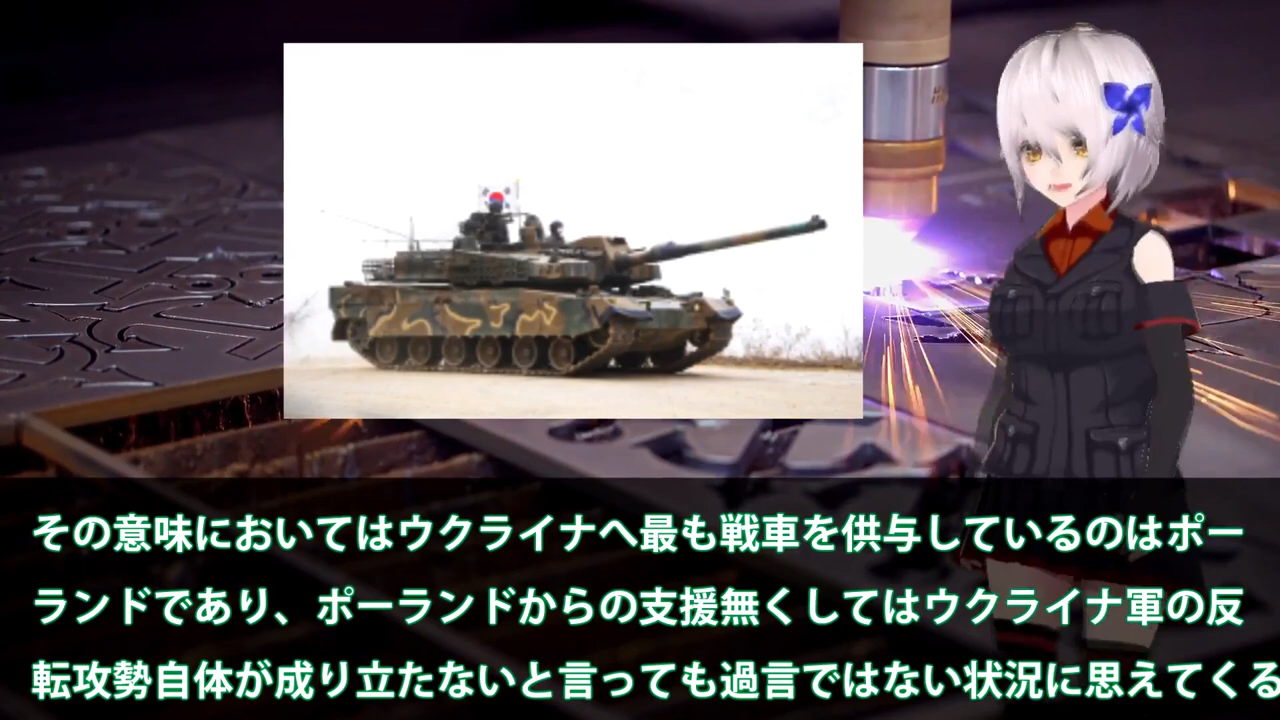 その意味においてはウクライナへ最も戦車を供与しているのはポー
ランドであり、ポーランドからの支援無くしてはウクライナ軍の反
転攻勢自体が成り立たないと言っても過言ではない状況に思えてくる